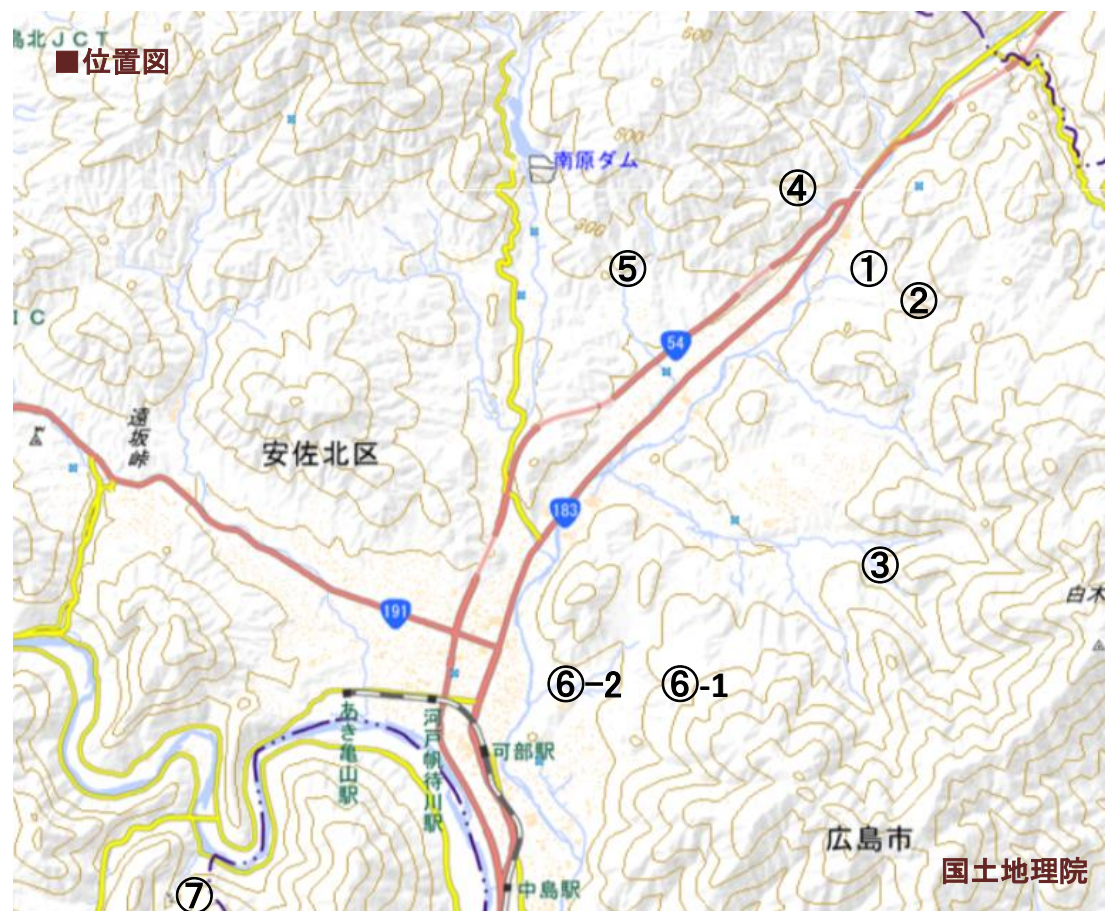 島北JCT
■位置図
600
600
南原ダム
④
600
⑤
①
②
IC
54
遠坂峠
安佐北区
183
③
191
白木
⑥-2
⑥-1
あき亀山駅
河戸帆待川駅
可部駅
広島市
国土地理院
⑦
中島駅